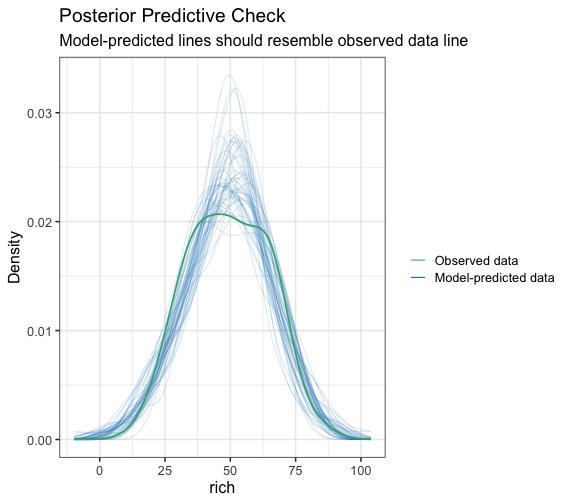 Posterior Predictive Check
Model-predicted lines should resemble observed data line
Density
0.03
0.02
0.01
0.00
0
25
50
75
100
rich
Observed data
Model-predicted data